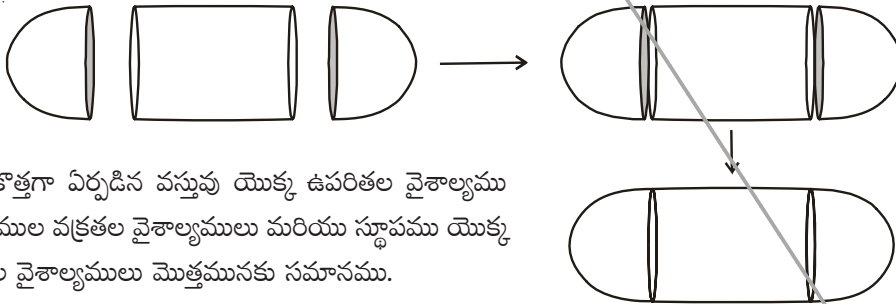 కొత్తగా ఏర్పడిన వస్తువు యొక్క ఉపరితల వైశాల్యము
ముల వక్రతల వైశాల్యములు మరియు స్థూపము యొక్క
ల వైశాల్యములు మొత్తమునకు సమానము.